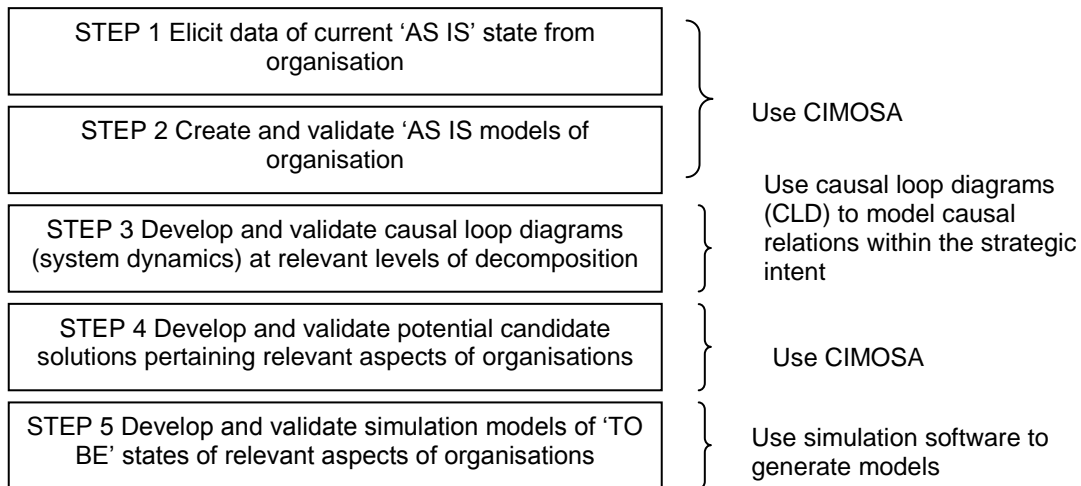 STEP 1 Elicit data of current ‘AS IS’ state from
organisation
STEP 2 Create and validate ‘AS IS models of
organisation
Use CIMOSA
STEP 3 Develop and validate causal loop diagrams
(system dynamics) at relevant levels of decomposition
Use causal loop diagrams
(CLD) to model causal
relations within the strategic
intent
STEP 4 Develop and validate potential candidate
solutions pertaining relevant aspects of organisations
Use CIMOSA
STEP 5 Develop and validate simulation models of ‘TO
BE’ states of relevant aspects of organisations
Use simulation software to
generate models